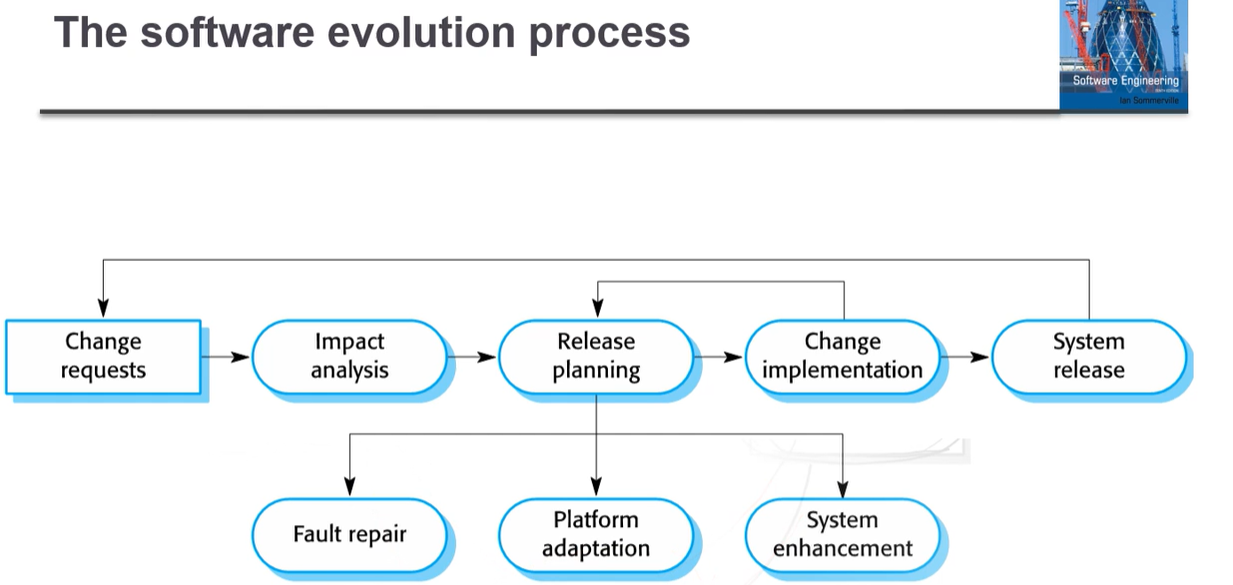 The software evolution process
Software Engineering
Ian Sommerville
Change
requests
Impact
analysis
Release
planning
Change
implementation
System
release
Fault repair
Platform
adaptation
System
enhancement